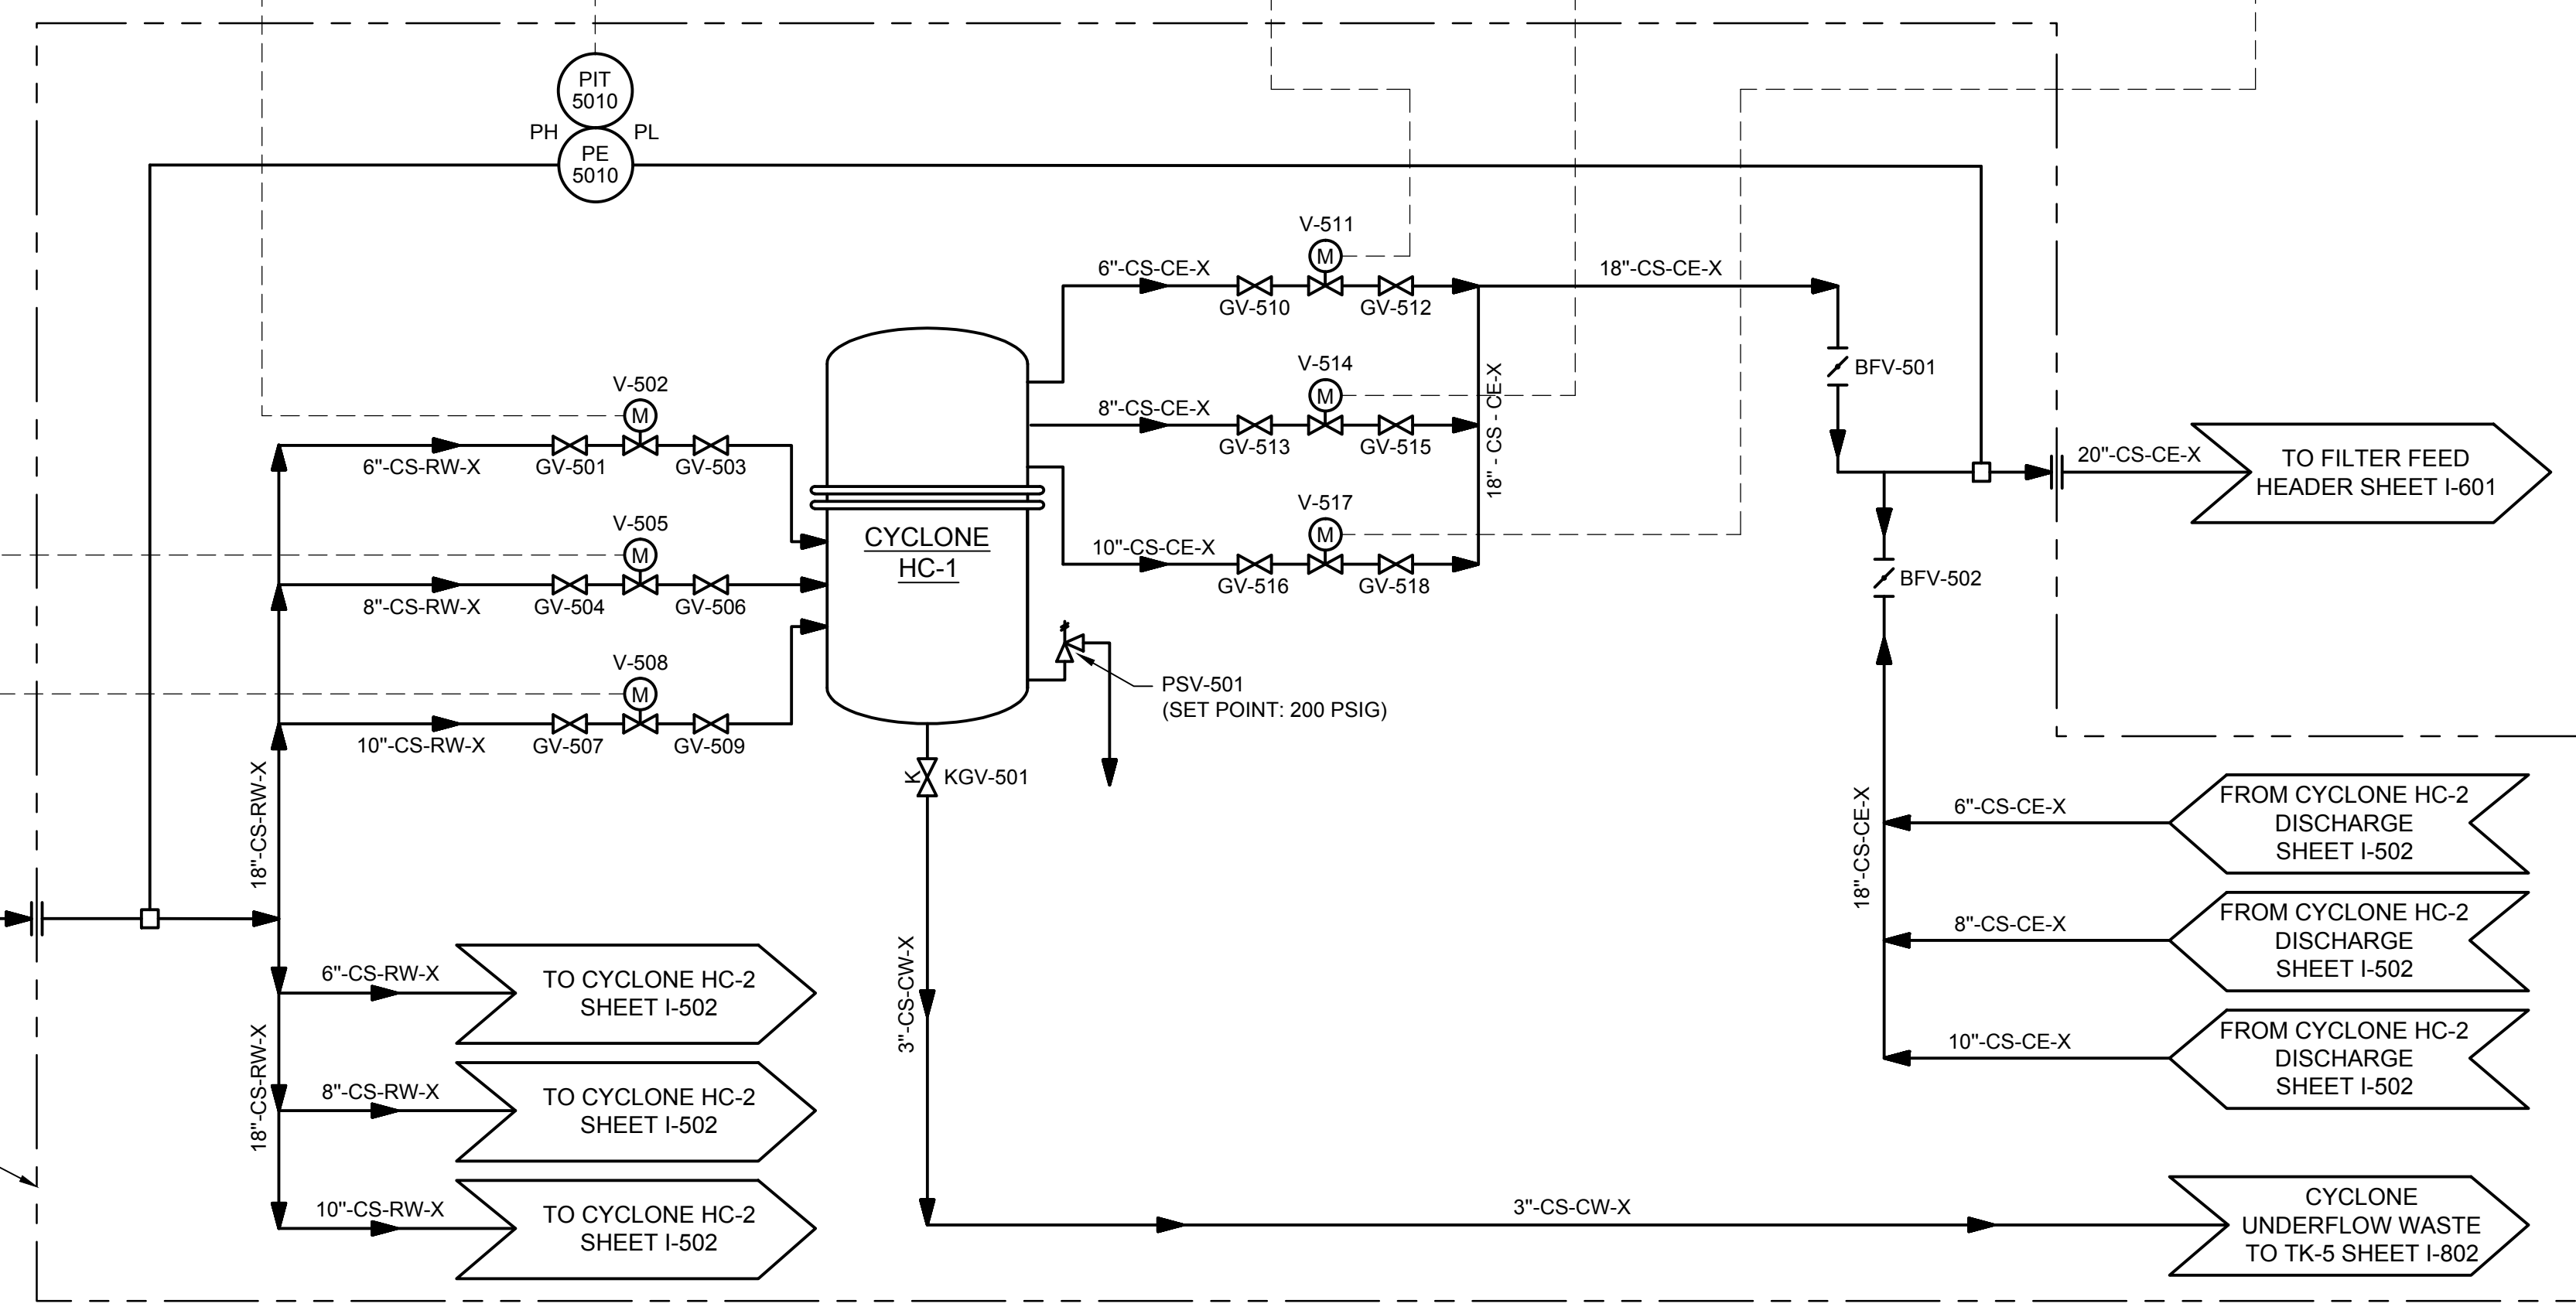 PIT
5010
PH
PL
PE
5010
V-511
M
6"-CS-CE-X
GV-510
GV-512
18"-CS-CE-X
V-514
M
8"-CS-CE-X
GV-513
GV-515
18" - CS - CE-X
BFV-501
V-502
M
6"-CS-RW-X
GV-501
GV-503
V-517
M
10"-CS-CE-X
GV-516
GV-518
20"-CS-CE-X
TO FILTER FEED
HEADER SHEET I-601
V-505
M
8"-CS-RW-X
GV-504
GV-506
CYCLONE
HC-1
BFV-502
V-508
M
10"-CS-RW-X
GV-507
GV-509
PSV-501
(SET POINT: 200 PSIG)
K
KGV-501
18"-CS-RW-X
18"-CS-CE-X
6"-CS-CE-X
FROM CYCLONE HC-2
DISCHARGE
SHEET I-502
8"-CS-CE-X
FROM CYCLONE HC-2
DISCHARGE
SHEET I-502
10"-CS-CE-X
FROM CYCLONE HC-2
DISCHARGE
SHEET I-502
6"-CS-RW-X
TO CYCLONE HC-2
SHEET I-502
18"-CS-RW-X
8"-CS-RW-X
TO CYCLONE HC-2
SHEET I-502
10"-CS-RW-X
TO CYCLONE HC-2
SHEET I-502
3"-CS-CW-X
3"-CS-CW-X
CYCLONE
UNDERFLOW WASTE
TO TK-5 SHEET I-802